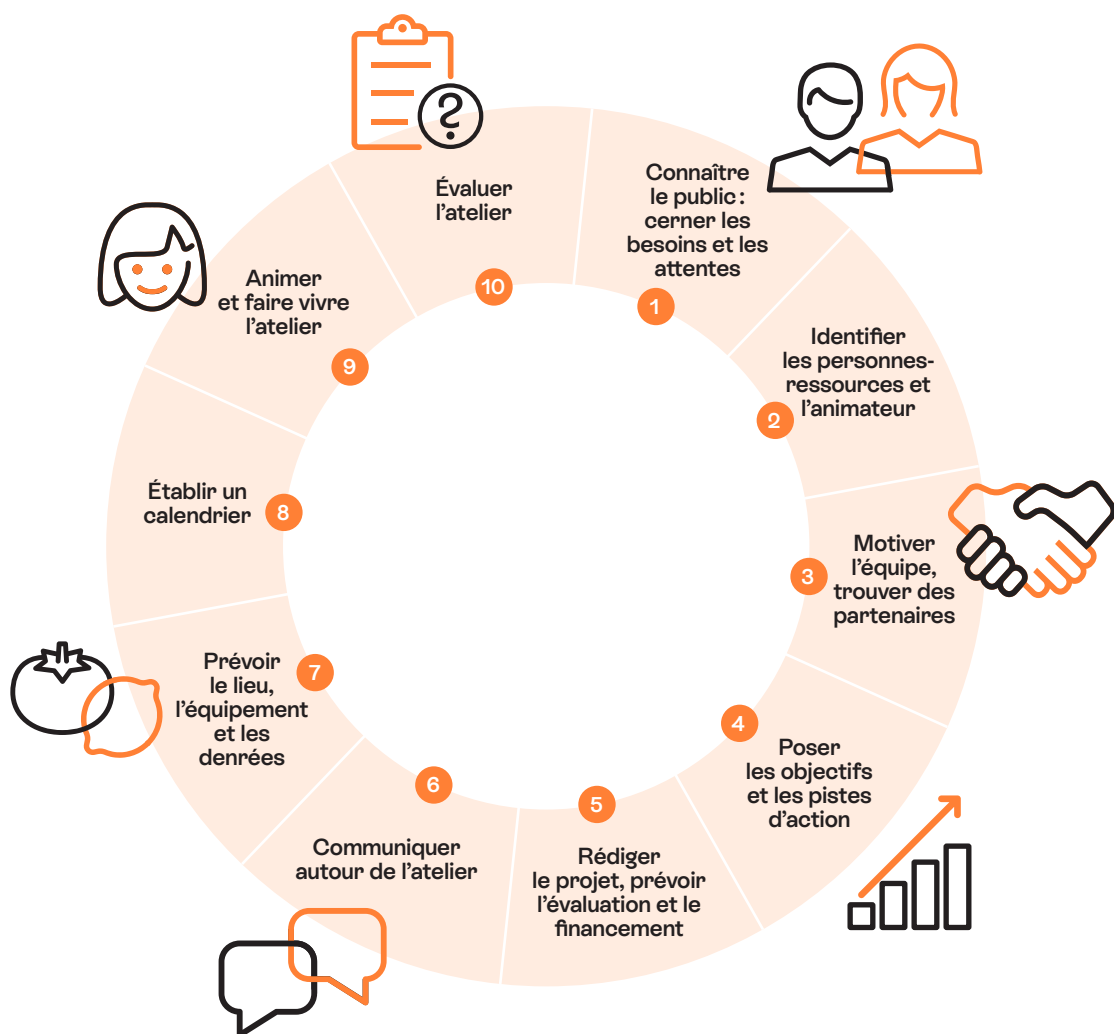 1
Connaître
le public :
cerner les
besoins et les
attentes
2
Identifier
les personnes-
ressources et
l’animateur
3
Motiver
l’équipe,
trouver des
partenaires
4
Poser
les objectifs
et les pistes
d’action
5
Rédiger
le projet, prévoir
l’évaluation et le
financement
6
Communiquer
autour de l’atelier
7
Prévoir
le lieu,
l’équipement
et les
denrées
8
Établir un
calendrier
9
Animer
et faire vivre
l’atelier
10
Évaluer
l’atelier
?